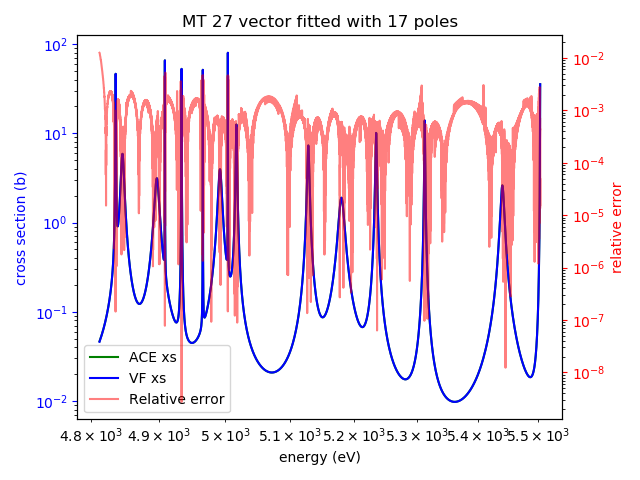 MT 27 vector fitted with 17 poles
10²
10¹
10⁰
10⁻¹
10⁻²
cross section (b)
10⁻²
10⁻³
10⁻⁴
10⁻⁵
10⁻⁶
10⁻⁷
10⁻⁸
relative error
ACE xs
VF xs
Relative error
4.8 × 10³ 4.9 × 10³ 5 × 10³ 5.1 × 10³ 5.2 × 10³ 5.3 × 10³ 5.4 × 10³ 5.5 × 10³
energy (eV)